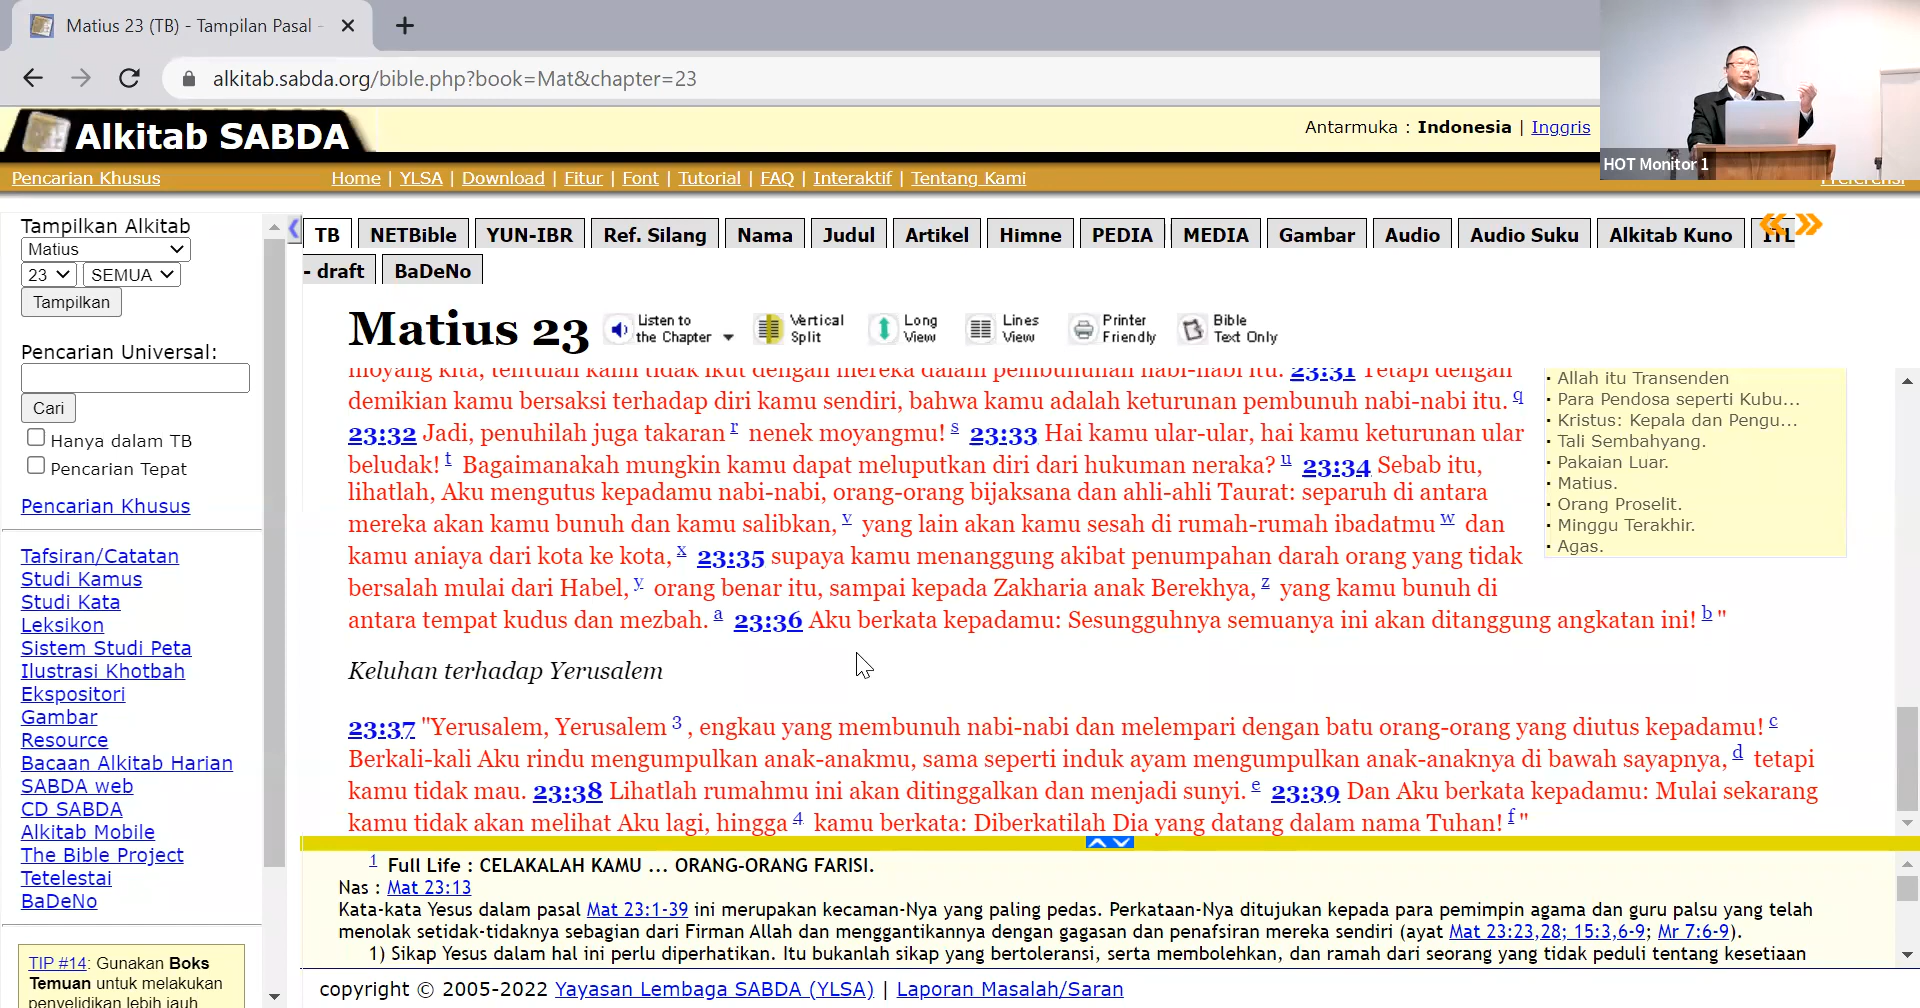 Matius 23 (TB) - Tampilan Pasal -
alkitab.sabda.org/bible.php?book=Mat&chapter=23
HOT Monitor 1
Alkitab SABDA
Antarmuka : Indonesia | Inggris
Pencarian Khusus
Home | YLSA | Download | Fitur | Font | Tutorial | FAQ | Interaktif | Tentang Kami
Preferensi
Tampilkan Alkitab
Matius
23 SEMUA
Tampilkan
Pencarian Universal:
Cari
Hanya dalam TB
Pencarian Tepat
Pencarian Khusus
Tafsiran/Catatan
Studi Kamus
Studi Kata
Leksikon
Sistem Studi Peta
Ilustrasi Khotbah
Ekspositori
Gambar
Resource
Bacaan Alkitab Harian
SABDA web
CD SABDA
Alkitab Mobile
The Bible Project
Tetelestai
BaDeNo
TIP #14: Gunakan Boks
Temuan untuk melakukan
penyelidikan lebih jauh
TB NETBible YUN-IBR Ref. Silang Nama Judul Artikel Himne PEDIA MEDIA Gambar Audio Audio Suku Alkitab Kuno ITL
- draft BaDeNo
Matius 23
Listen to
the Chapter
Vertical
Split
Long
View
Lines
View
Printer
Friendly
Bible
Text Only
moyang kita, tentulah kami tidak ikut dengan mereka dalam pembunuhan nabi-nabi itu. 23:31 Tetapi dengan
demikian kamu bersaksi terhadap diri kamu sendiri, bahwa kamu adalah keturunan pembunuh nabi-nabi itu. q
23:32 Jadi, penuhilah juga takaran r nenek moyangmu! s 23:33 Hai kamu ular-ular, hai kamu keturunan ular
beludak! t Bagaimanakah mungkin kamu dapat meluputkan diri dari hukuman neraka? u 23:34 Sebab itu,
lihatlah, Aku mengutus kepadamu nabi-nabi, orang-orang bijaksana dan ahli-ahli Taurat: separuh di antara
mereka akan kamu bunuh dan kamu salibkan, v yang lain akan kamu sesah di rumah-rumah ibadatmu w dan
kamu aniaya dari kota ke kota, x 23:35 supaya kamu menanggung akibat penumpahan darah orang yang tidak
bersalah mulai dari Habel, y orang benar itu, sampai kepada Zakharia anak Berekhya, z yang kamu bunuh di
antara tempat kudus dan mezbah. a 23:36 Aku berkata kepadamu: Sesungguhnya semuanya ini akan ditanggung angkatan ini! b "
Keluhan terhadap Yerusalem
23:37 "Yerusalem, Yerusalem 3 , engkau yang membunuh nabi-nabi dan melempari dengan batu orang-orang yang diutus kepadamu! c
Berkali-kali Aku rindu mengumpulkan anak-anakmu, sama seperti induk ayam mengumpulkan anak-anaknya di bawah sayapnya, d tetapi
kamu tidak mau. 23:38 Lihatlah rumahmu ini akan ditinggalkan dan menjadi sunyi. e 23:39 Dan Aku berkata kepadamu: Mulai sekarang
kamu tidak akan melihat Aku lagi, hingga 4 kamu berkata: Diberkatilah Dia yang datang dalam nama Tuhan! f "
· Allah itu Transenden
· Para Pendosa seperti Kubu...
· Kristus: Kepala dan Pengu...
· Tali Sembahyang.
· Pakaian Luar.
· Matius.
· Orang Proselit.
· Minggu Terakhir.
· Agas.
1 Full Life : CELAKALAH KAMU ... ORANG-ORANG FARISI.
Nas : Mat 23:13
Kata-kata Yesus dalam pasal Mat 23:1-39 ini merupakan kecaman-Nya yang paling pedas. Perkataan-Nya ditujukan kepada para pemimpin agama dan guru palsu yang telah
menolak setidak-tidaknya sebagian dari Firman Allah dan menggantikannya dengan gagasan dan penafsiran mereka sendiri (ayat Mat 23:23,28; 15:3,6-9; Mr 7:6-9).
1) Sikap Yesus dalam hal ini perlu diperhatikan. Itu bukanlah sikap yang bertoleransi, serta membolehkan, dan ramah dari seorang yang tidak peduli tentang kesetiaan
copyright © 2005-2022 Yayasan Lembaga SABDA (YLSA) | Laporan Masalah/Saran